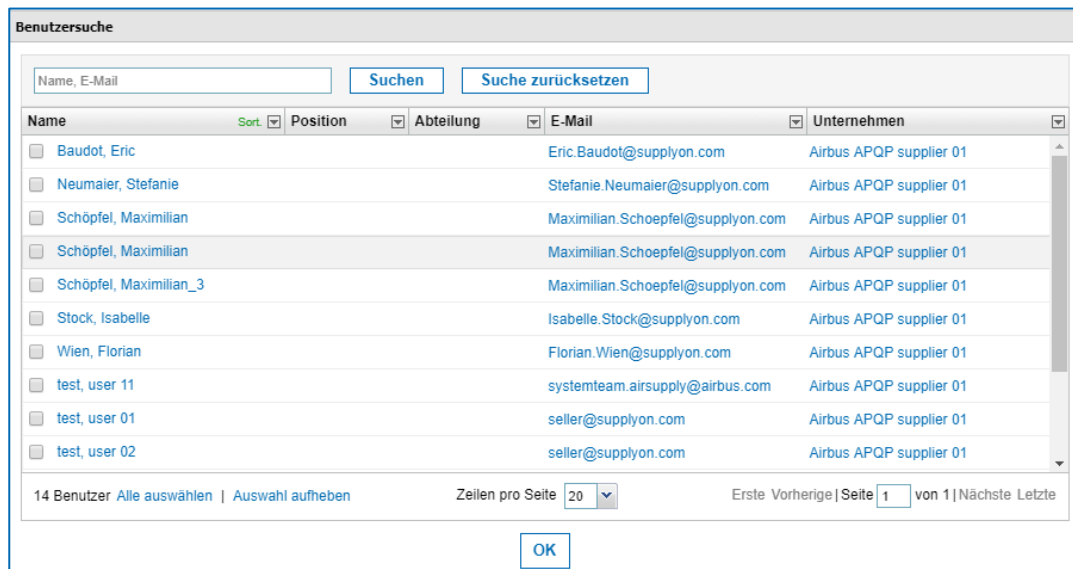 Benutzersuche
Name, E-Mail Suchen Suche zurücksetzen
Name Sort. Position Abteilung E-Mail Unternehmen
Baudot, Eric Eric.Baudot@supplyon.com Airbus APQP supplier 01
Neumaier, Stefanie Stefanie.Neumaier@supplyon.com Airbus APQP supplier 01
Schöpfel, Maximilian Maximilian.Schoepfel@supplyon.com Airbus APQP supplier 01
Schöpfel, Maximilian Maximilian.Schoepfel@supplyon.com Airbus APQP supplier 01
Schöpfel, Maximilian_3 Maximilian.Schoepfel@supplyon.com Airbus APQP supplier 01
Stock, Isabelle Isabelle.Stock@supplyon.com Airbus APQP supplier 01
Wien, Florian Florian.Wien@supplyon.com Airbus APQP supplier 01
test, user 11 systemteam.airsupply@airbus.com Airbus APQP supplier 01
test, user 01 seller@supplyon.com Airbus APQP supplier 01
test, user 02 seller@supplyon.com Airbus APQP supplier 01
14 Benutzer Alle auswählen | Auswahl aufheben Zeilen pro Seite 20 Erste Vorherige | Seite 1 von 1 | Nächste Letzte
OK